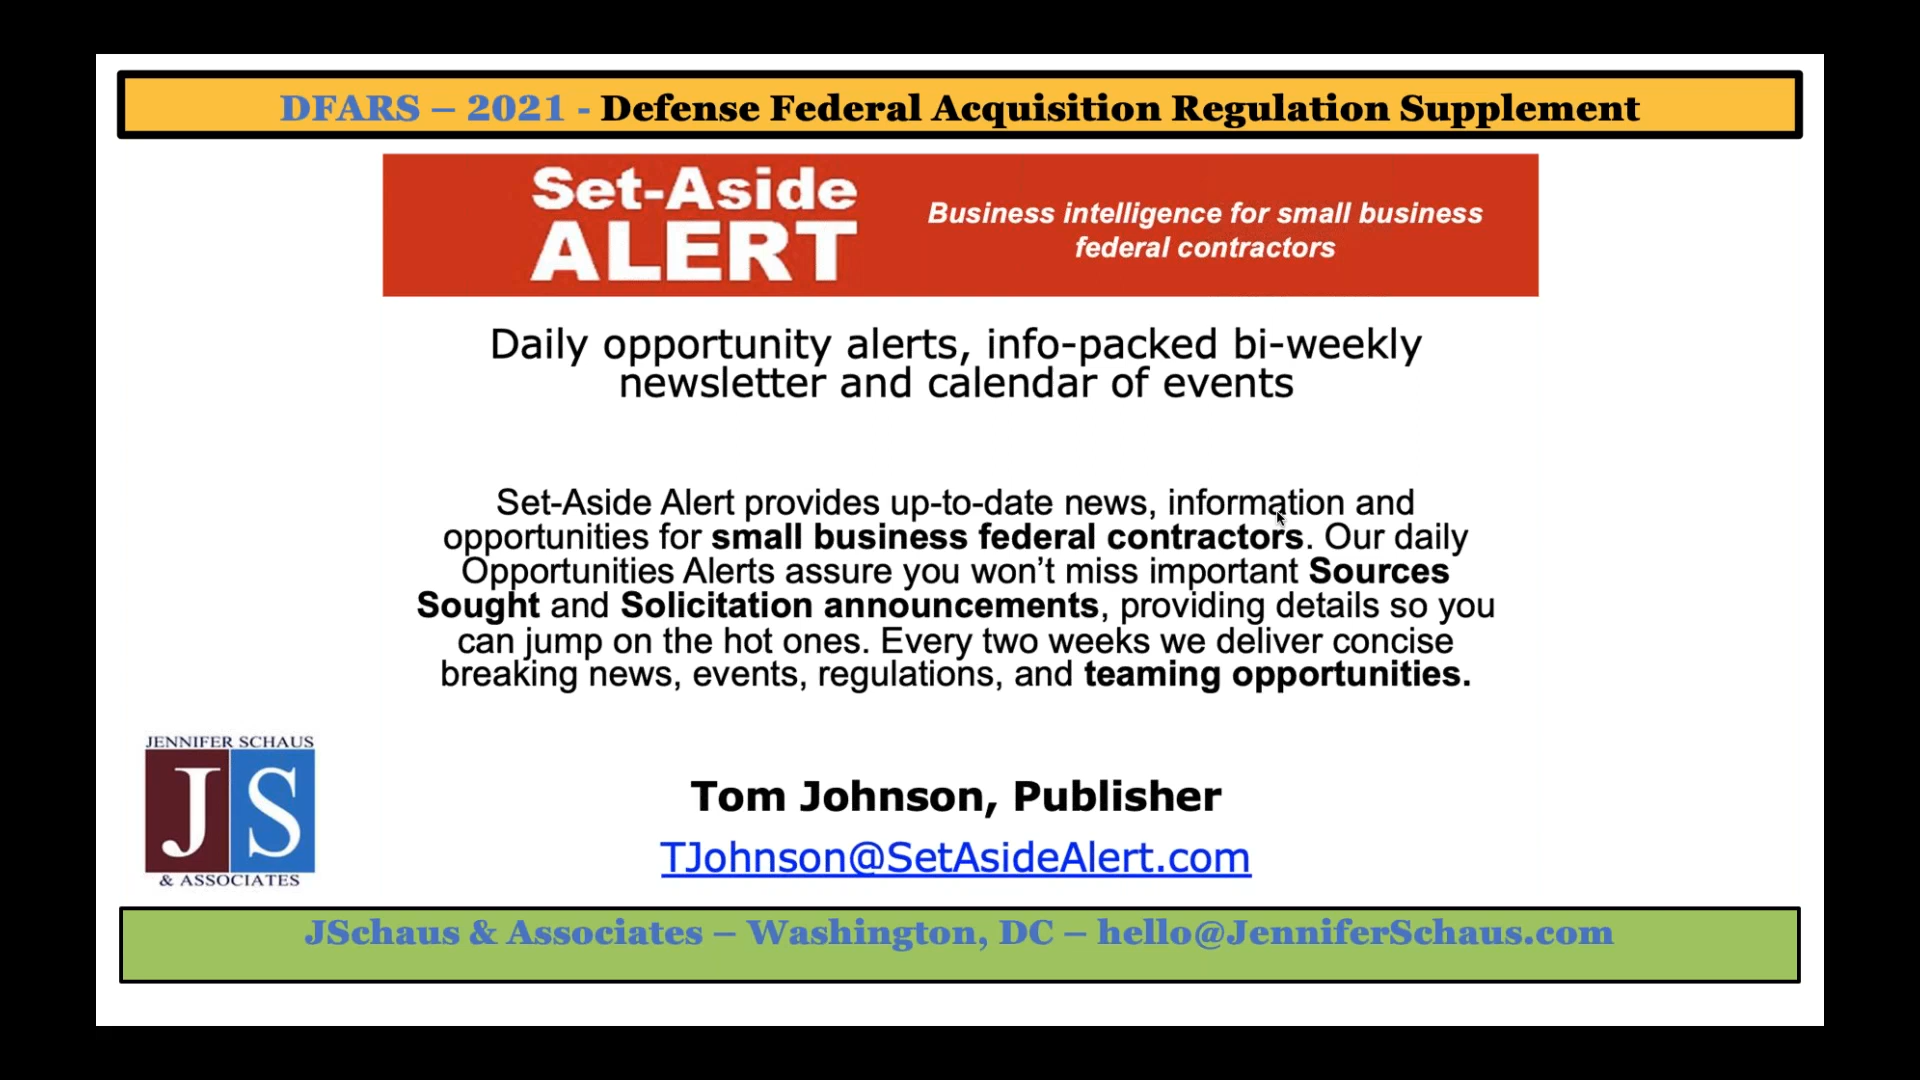 DFARS – 2021 - Defense Federal Acquisition Regulation Supplement
Set-Aside
ALERT
Business intelligence for small business
federal contractors
Daily opportunity alerts, info-packed bi-weekly
newsletter and calendar of events
Set-Aside Alert provides up-to-date news, information and
opportunities for small business federal contractors. Our daily
Opportunities Alerts assure you won’t miss important Sources
Sought and Solicitation announcements, providing details so you
can jump on the hot ones. Every two weeks we deliver concise
breaking news, events, regulations, and teaming opportunities.
JENNIFER SCHAUS
JS
& ASSOCIATES
Tom Johnson, Publisher
TJohnson@SetAsideAlert.com
JSchaus & Associates – Washington, DC – hello@JenniferSchaus.com